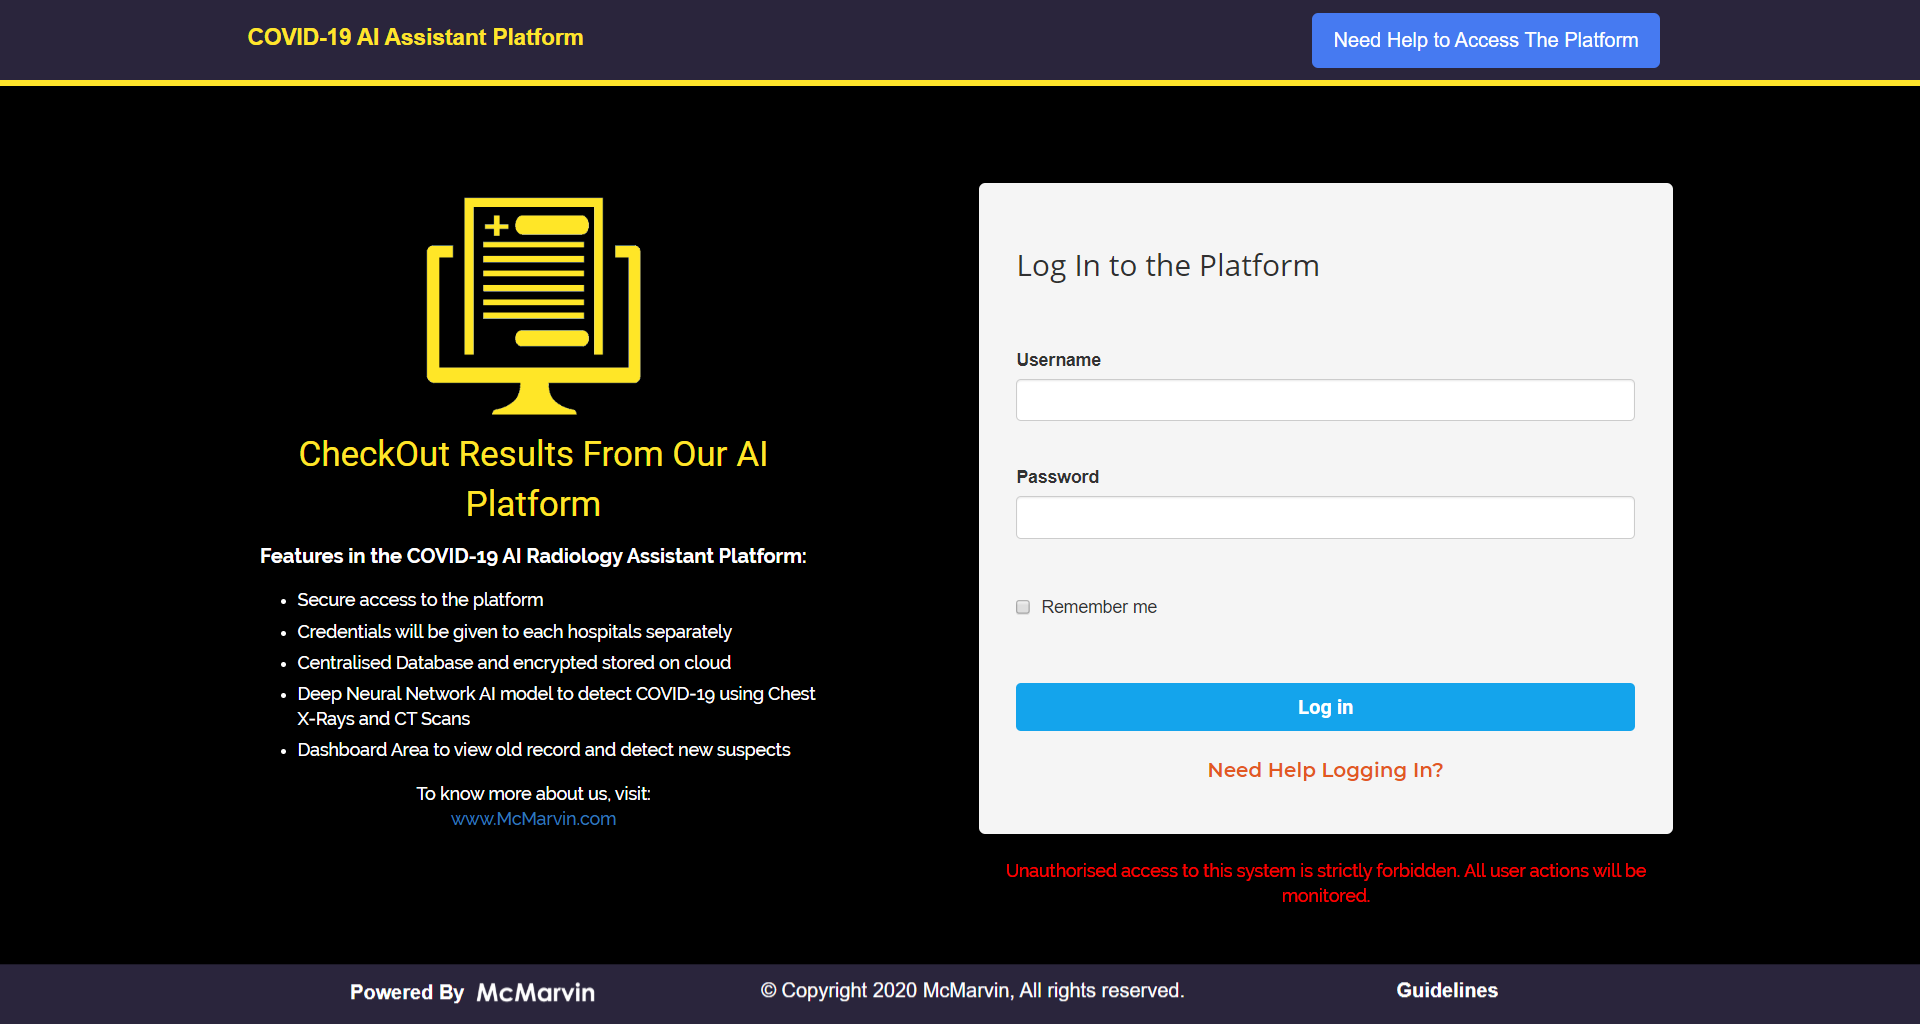 COVID-19 AI Assistant Platform
Need Help to Access The Platform
CheckOut Results From Our AI
Platform
Features in the COVID-19 AI Radiology Assistant Platform:
• Secure access to the platform
• Credentials will be given to each hospitals separately
• Centralised Database and encrypted stored on cloud
• Deep Neural Network AI model to detect COVID-19 using Chest
X-Rays and CT Scans
• Dashboard Area to view old record and detect new suspects
To know more about us, visit:
www.McMarvin.com
Log In to the Platform
Username
Password
Remember me
Log in
Need Help Logging In?
Unauthorised access to this system is strictly forbidden. All user actions will be
monitored.
Powered By McMarvin
© Copyright 2020 McMarvin, All rights reserved.
Guidelines